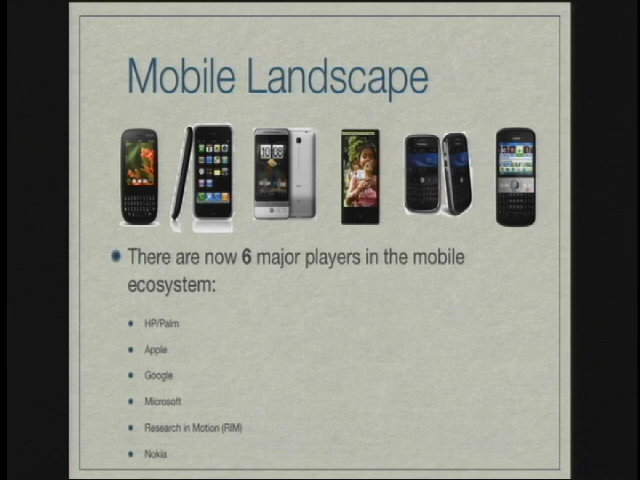 Mobile Landscape
There are now 6 major players in the mobile
ecosystem:
HP/Palm
Apple
Google
Microsoft
Research in Motion (RIM)
Nokia